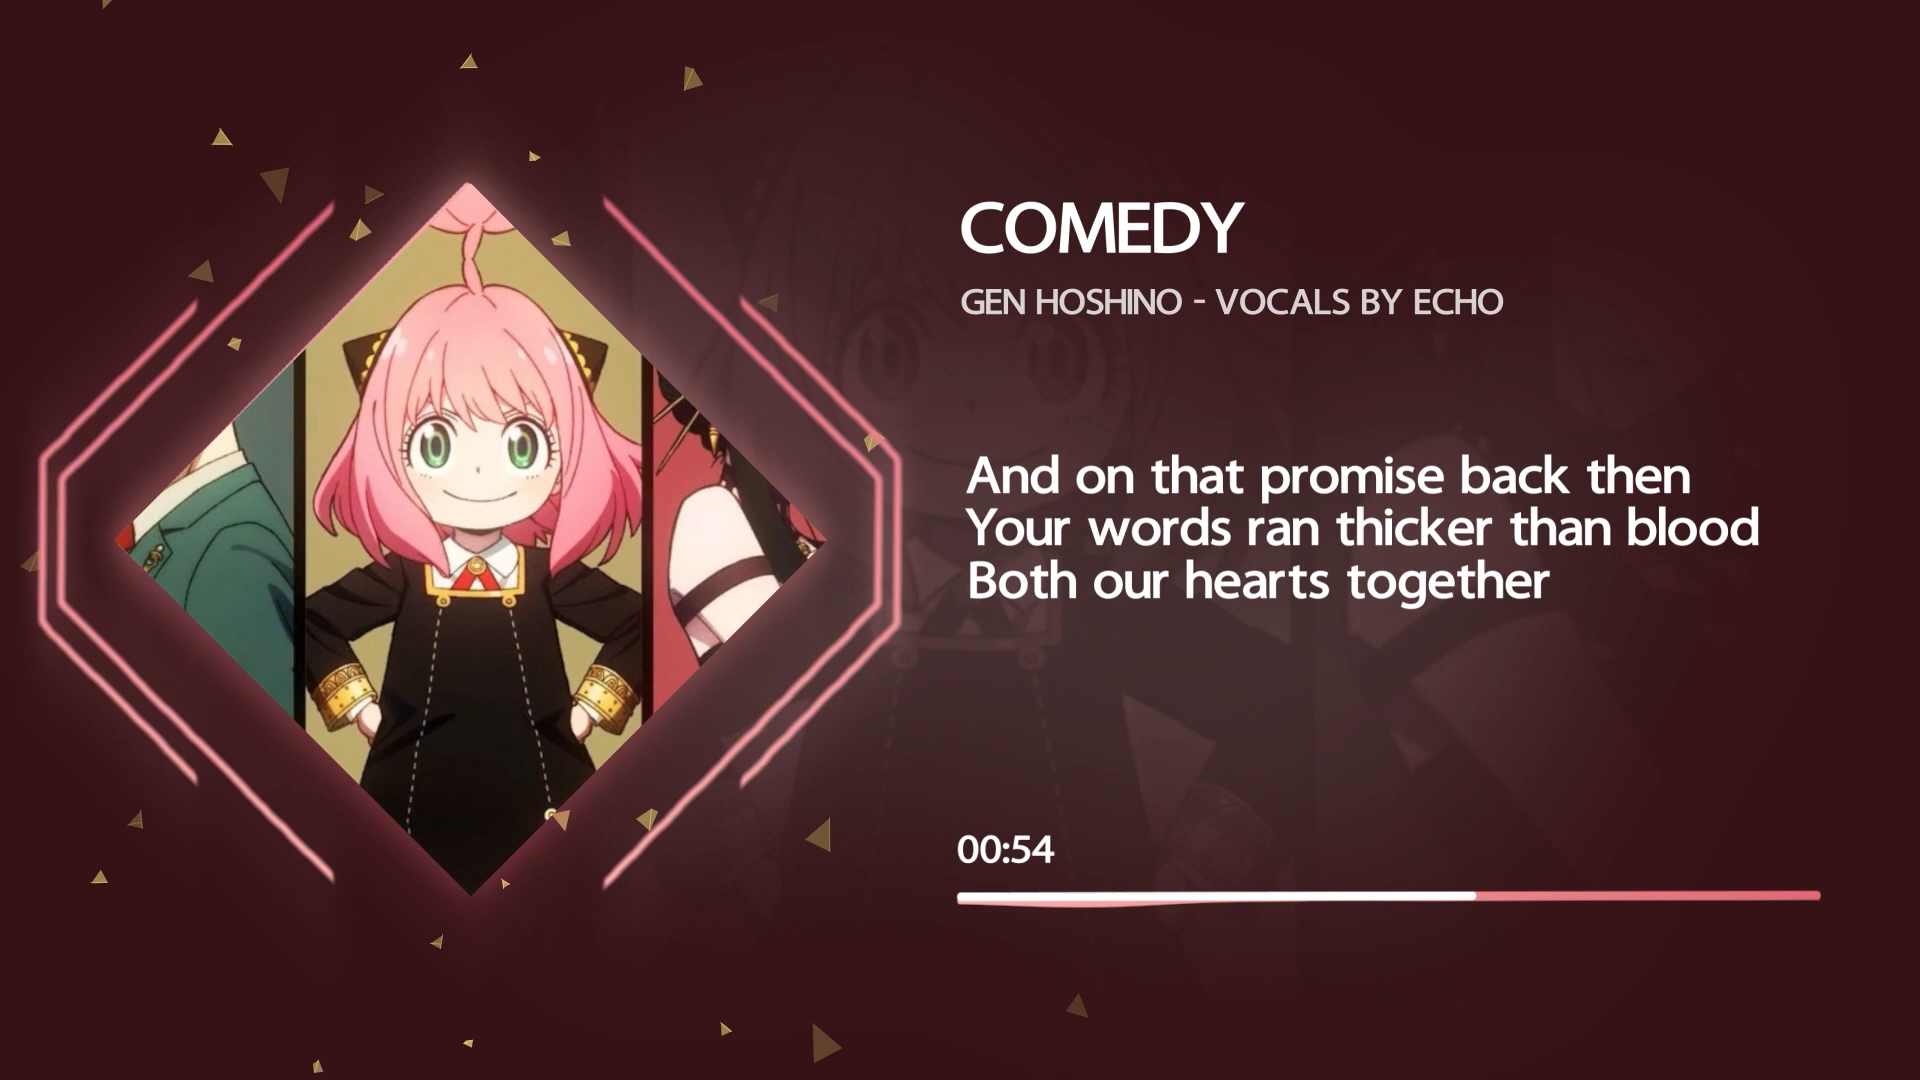 COMEDY
GEN HOSHINO - VOCALS BY ECHO
And on that promise back then
Your words ran thicker than blood
Both our hearts together
00:54